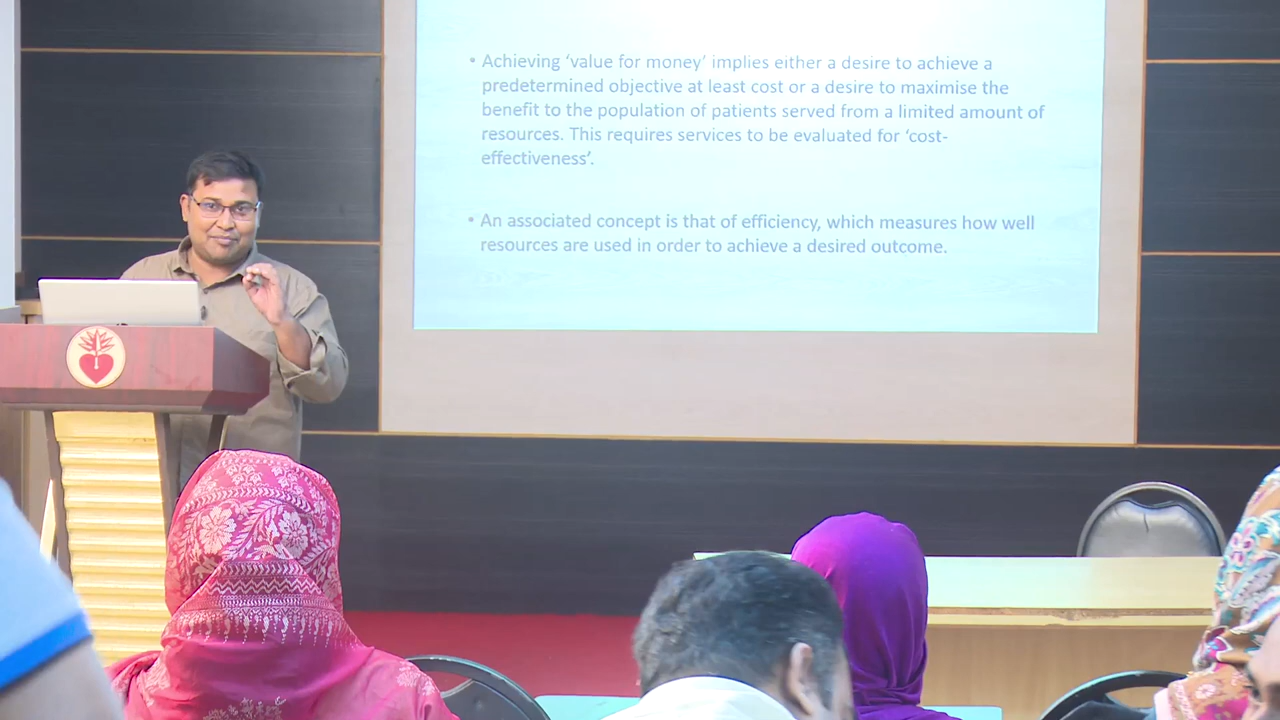 • Achieving ‘value for money’ implies either a desire to achieve a
predetermined objective at least cost or a desire to maximise the
benefit to the population of patients served from a limited amount of
resources. This requires services to be evaluated for ‘cost-
effectiveness’.
• An associated concept is that of efficiency, which measures how well
resources are used in order to achieve a desired outcome.